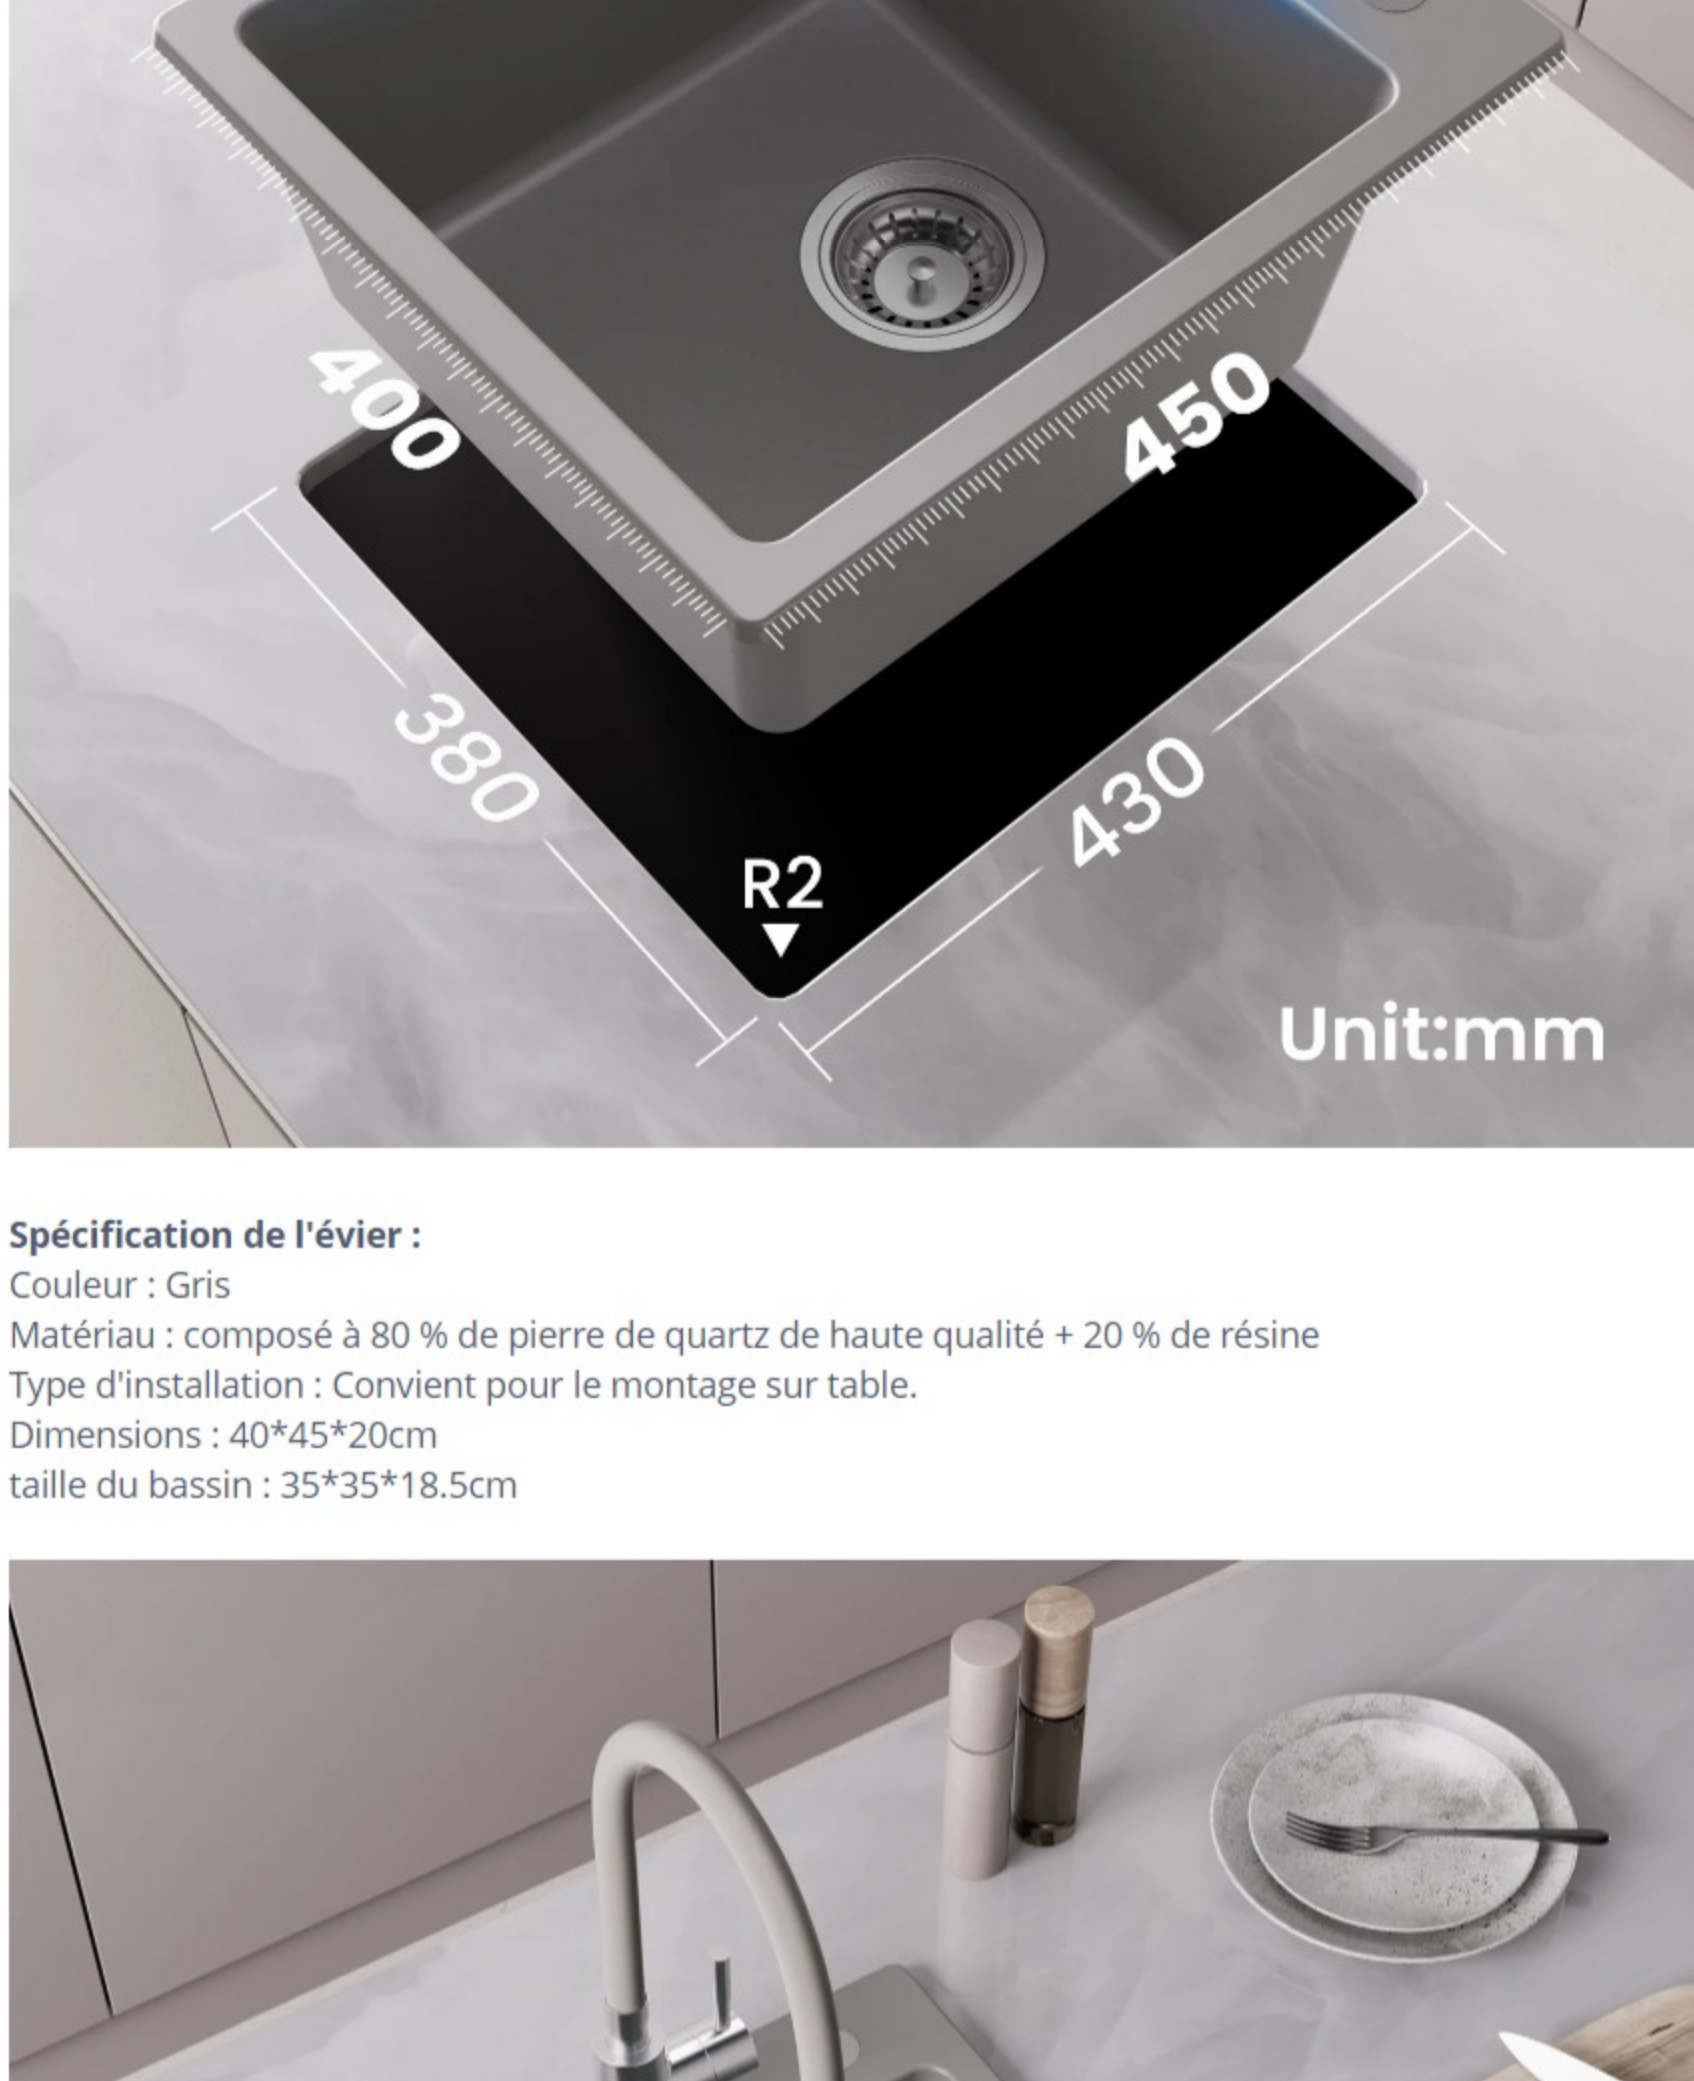 400
450
380
430
R2
Unit:mm
Spécification de l'évier :
Couleur : Gris
Matériau : composé à 80 % de pierre de quartz de haute qualité + 20 % de résine
Type d'installation : Convient pour le montage sur table.
Dimensions : 40*45*20cm
taille du bassin : 35*35*18.5cm